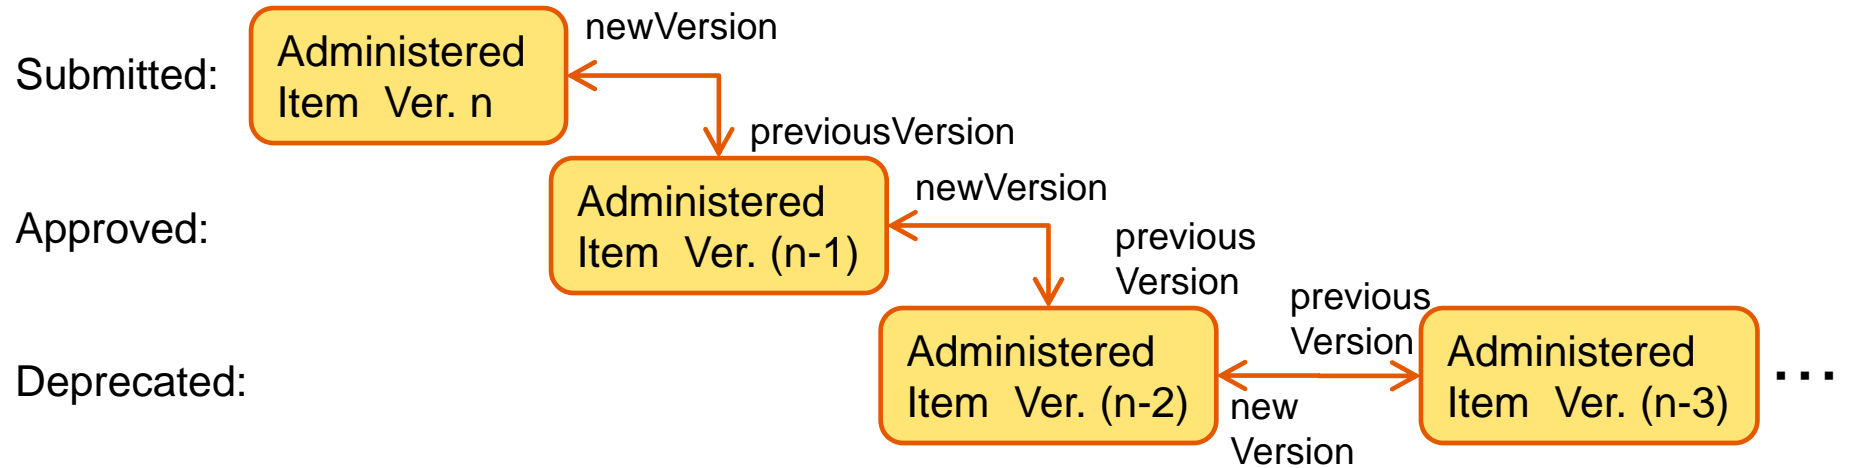 Submitted:
Administered
Item Ver. n
newVersion
previousVersion
Approved:
Administered
Item Ver. (n-1)
newVersion
previous
Version
Deprecated:
Administered
Item Ver. (n-2)
previous
Version
new
Version
Administered
Item Ver. (n-3)
...